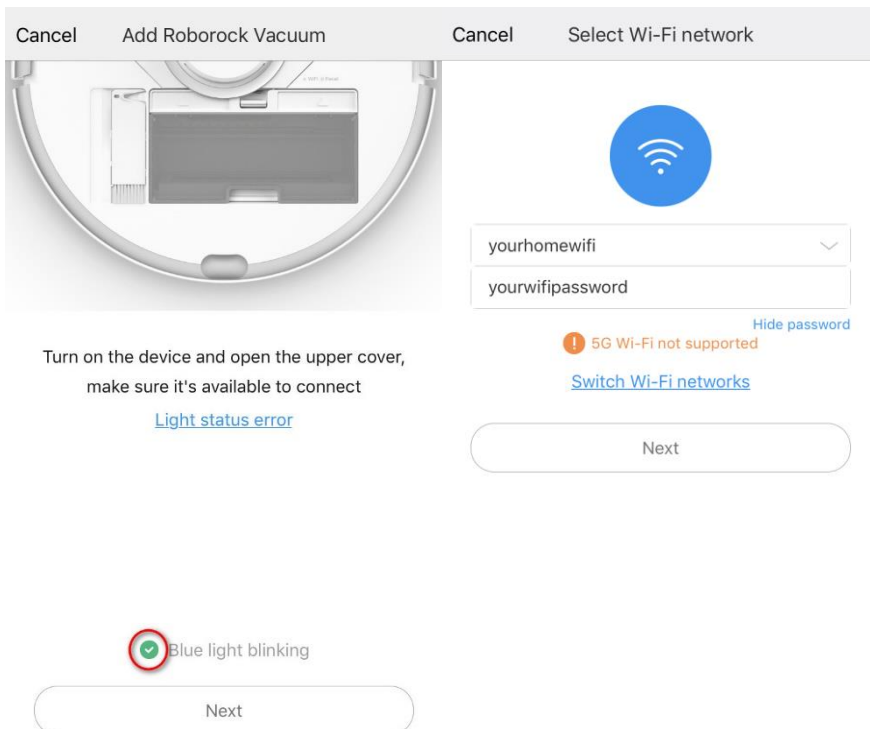 Cancel
Add Roborock Vacuum
Turn on the device and open the upper cover,
make sure it's available to connect
Light status error
Blue light blinking
Next
Cancel
Select Wi-Fi network
yourhomewifi
yourwifipassword
Hide password
5G Wi-Fi not supported
Switch Wi-Fi networks
Next